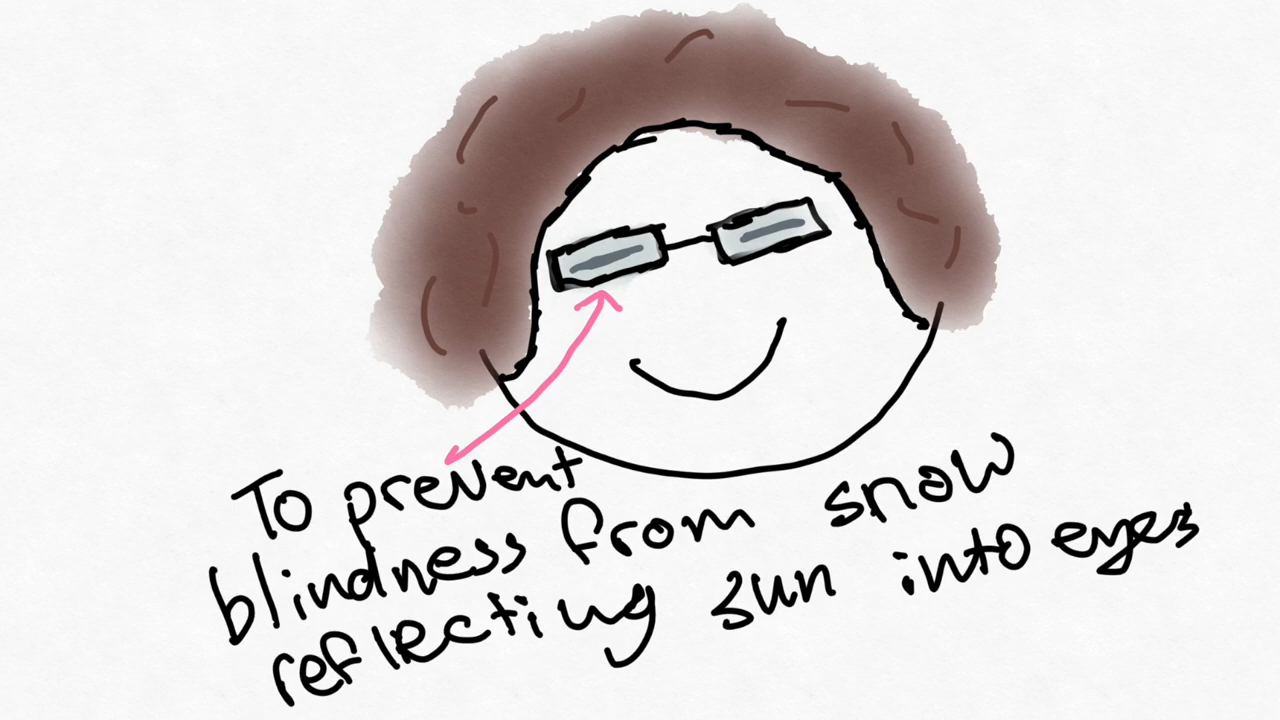 To prevent
blindness from snow
reflecting sun into eyes